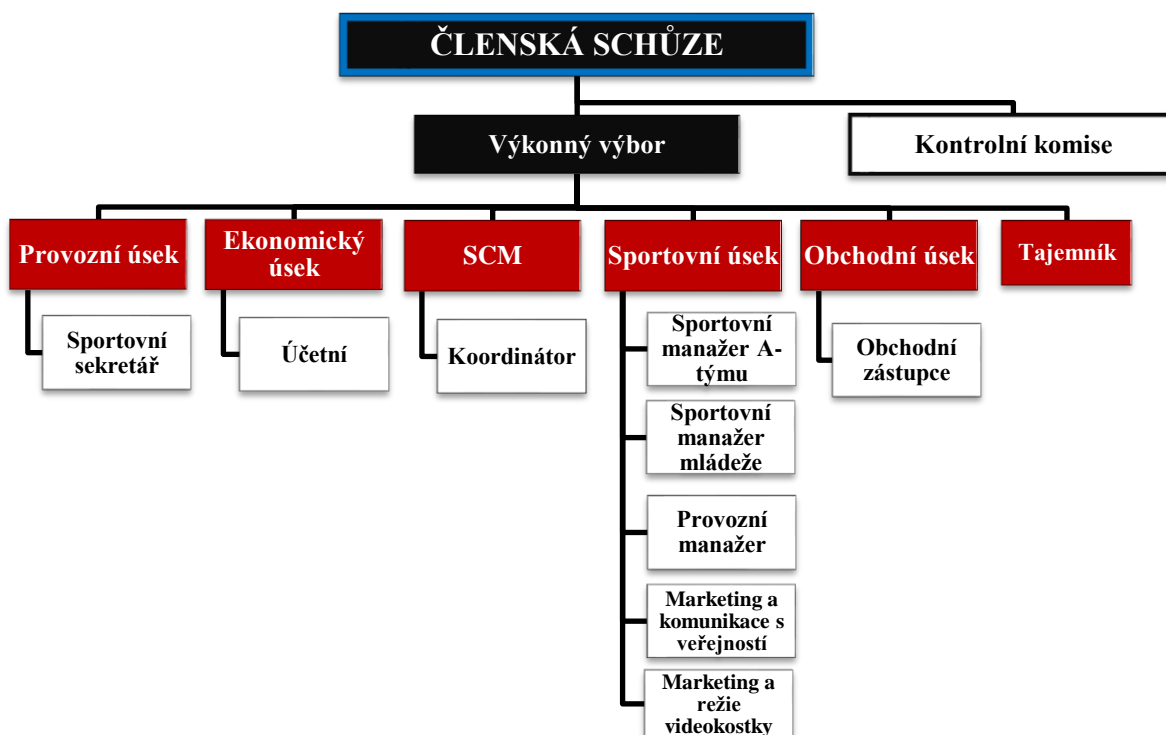 ČLENSKÁ SCHŮZE
Výkonný výbor
Kontrolní komise
Provozní úsek
Ekonomický
úsek
SCM
Sportovní úsek
Obchodní úsek
Tajemník
Sportovní
sekretář
Účetní
Koordinátor
Sportovní
manažer A-
týmu
Sportovní
manažer
mládeže
Provozní
manažer
Marketing a
komunikace s
veřejností
Marketing a
režie
videokostky
Obchodní
zástupce